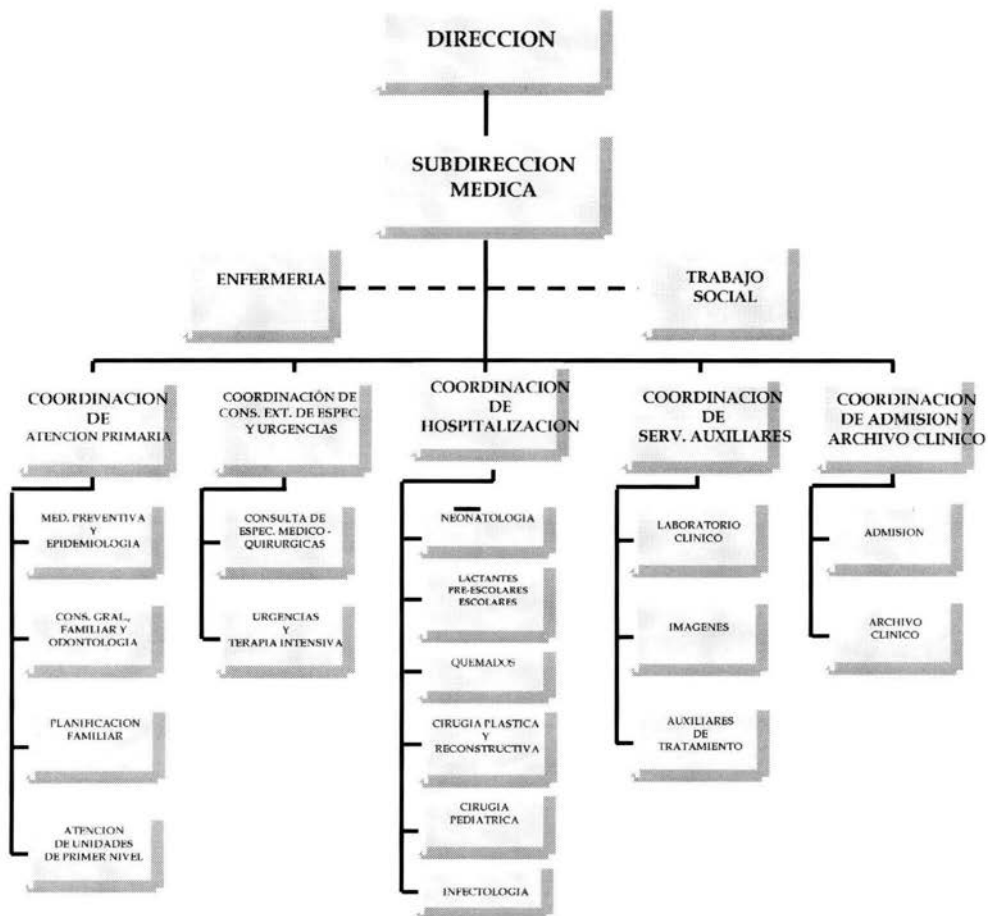 DIRECCION
SUBDIRECCION
MEDICA
ENFERMERIA
TRABAJO
SOCIAL
COORDINACION
DE
ATENCION PRIMARIA
MED. PREVENTIVA
Y
EPIDEMIOLOGIA
CONS. GRAL.,
FAMILIAR Y
ODONTOLOGIA
PLANIFICACION
FAMILIAR
ATENCION
DE UNIDADES
DE PRIMER NIVEL
COORDINACIÓN DE
CONS. EXT. DE ESPEC.
Y URGENCIAS
CONSULTA DE
ESPEC. MEDICO -
QUIRURGICAS
URGENCIAS
Y
TERAPIA INTENSIVA
COORDINACION
DE
HOSPITALIZACION
NEONATOLOGIA
LACTANTES
PRE-ESCOLARES
ESCOLARES
QUEMADOS
CIRUGIA PLASTICA
Y
RECONSTRUCTIVA
CIRUGIA
PEDIATRICA
INFECTOLOGIA
COORDINACION
DE
SERV. AUXILIARES
LABORATORIO
CLINICO
IMAGENES
AUXILIARES
DE
TRATAMIENTO
COORDINACION
DE ADMISION Y
ARCHIVO CLINICO
ADMISION
ARCHIVO
CLINICO